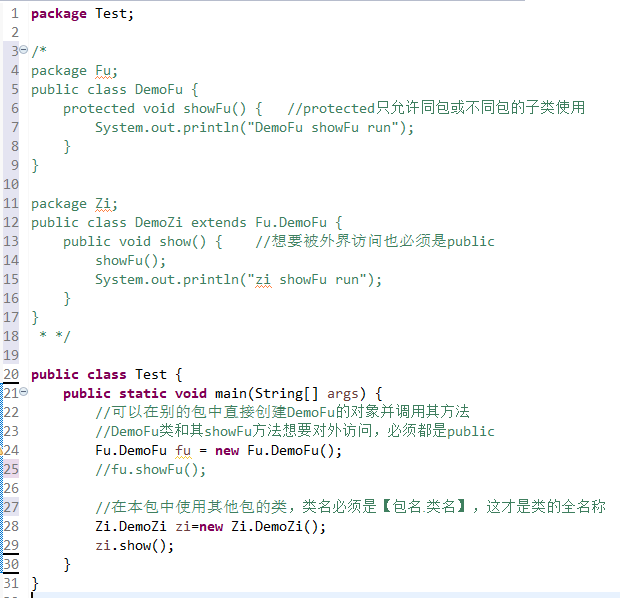 1 package Test;
2
3 /*
4 package Fu;
5 public class DemoFu {
6 protected void showFu() { //protected只允许同包或不同包的子类使用
7 System.out.println("DemoFu showFu run");
8 }
9 }
10
11 package Zi;
12 public class DemoZi extends Fu.DemoFu {
13 public void show() { //想要被外界访问也必须是public
14 showFu();
15 System.out.println("zi showFu run");
16 }
17 }
18 * */
19
20 public class Test {
21 public static void main(String[] args) {
22 //可以在别的包中直接创建DemoFu的对象并调用其方法
23 //DemoFu类和其showFu方法想要对外访问，必须都是public
24 Fu.DemoFu fu = new Fu.DemoFu();
25 //fu.showFu();
26
27 //在本包中使用其他包的类，类名必须是【包名.类名】，这才是类的全名称
28 Zi.DemoZi zi=new Zi.DemoZi();
29 zi.show();
30 }
31 }